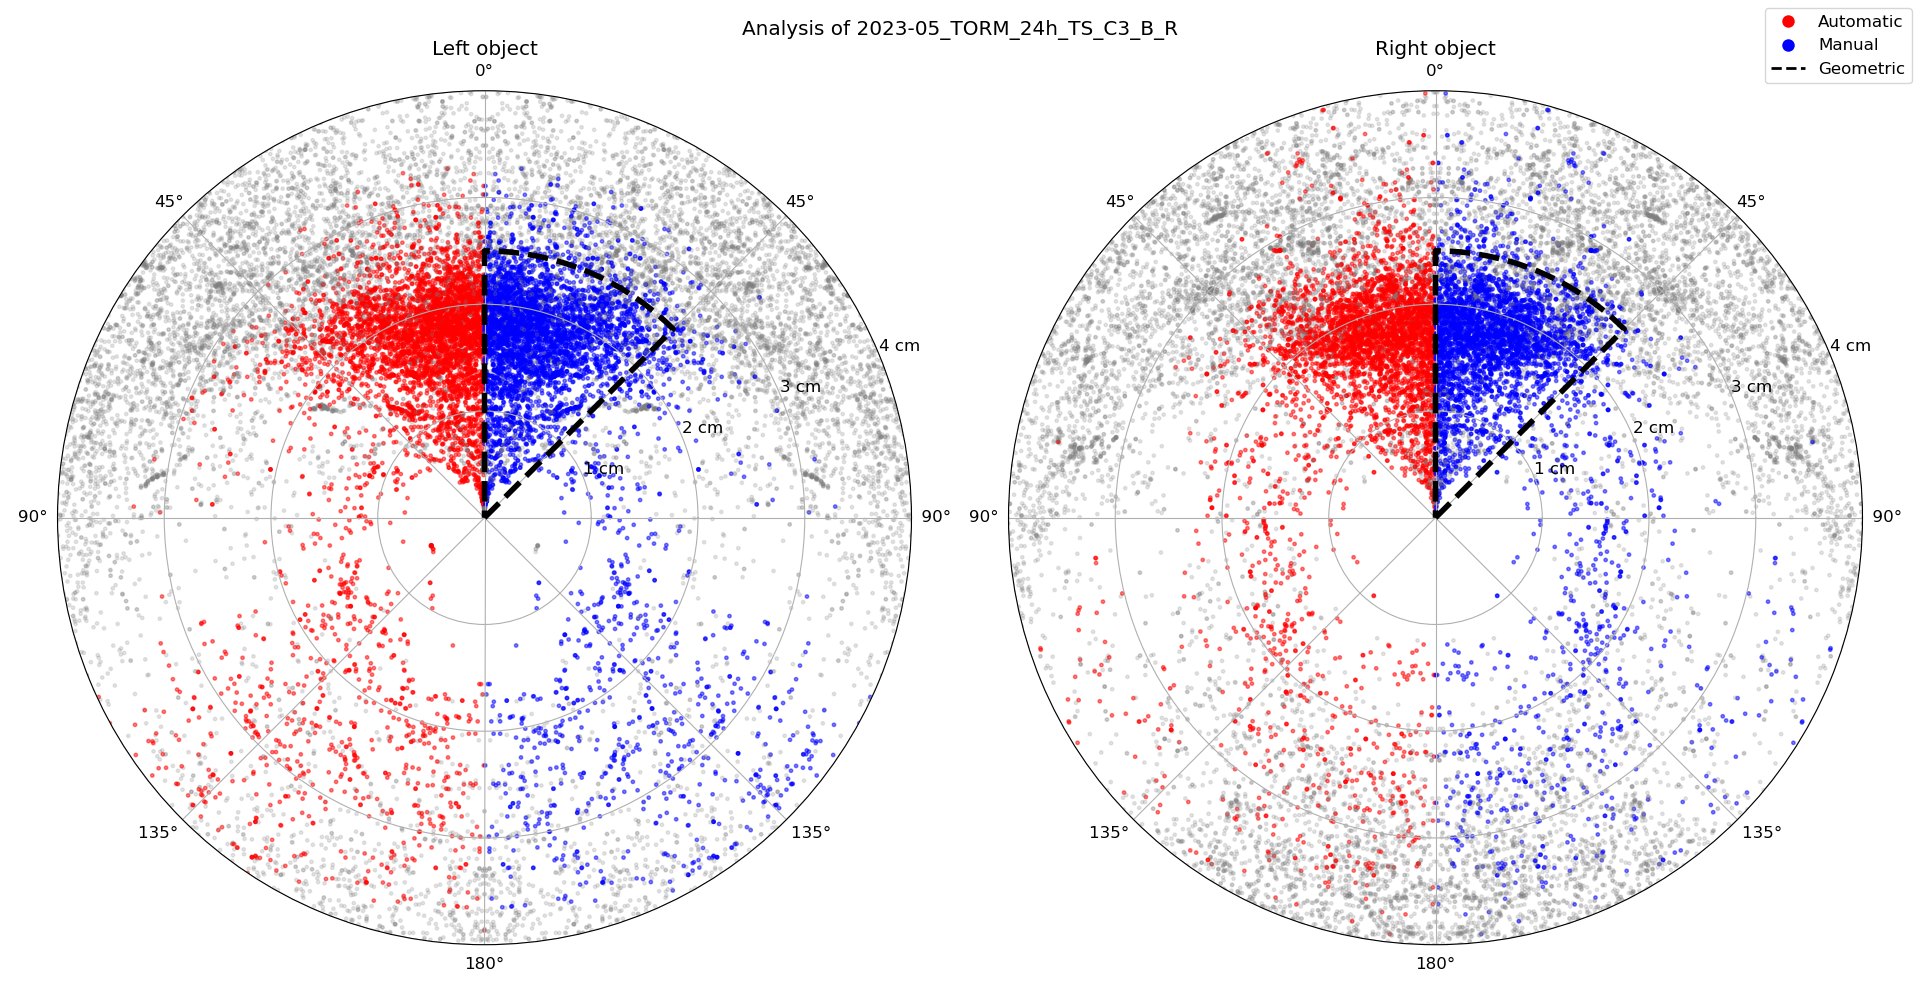 Analysis of 2023-05_TORM_24h_TS_C3_B_R
Automatic
Manual
Geometric
Left object
0°
45°
45°
90°
90°
135°
135°
180°
1 cm
2 cm
3 cm
4 cm
Right object
0°
45°
45°
90°
90°
135°
135°
180°
1 cm
2 cm
3 cm
4 cm